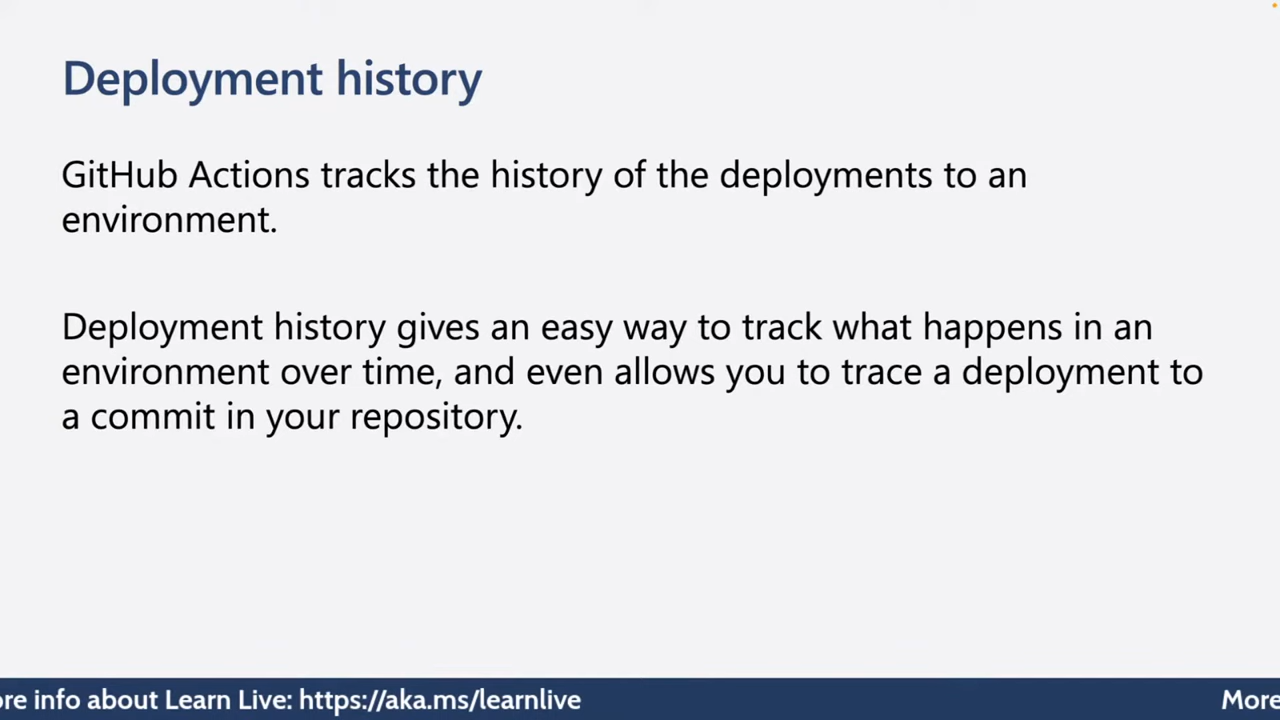 Deployment history
GitHub Actions tracks the history of the deployments to an
environment.
Deployment history gives an easy way to track what happens in an
environment over time, and even allows you to trace a deployment to
a commit in your repository.
ore info about Learn Live: https://aka.ms/learnlive
More